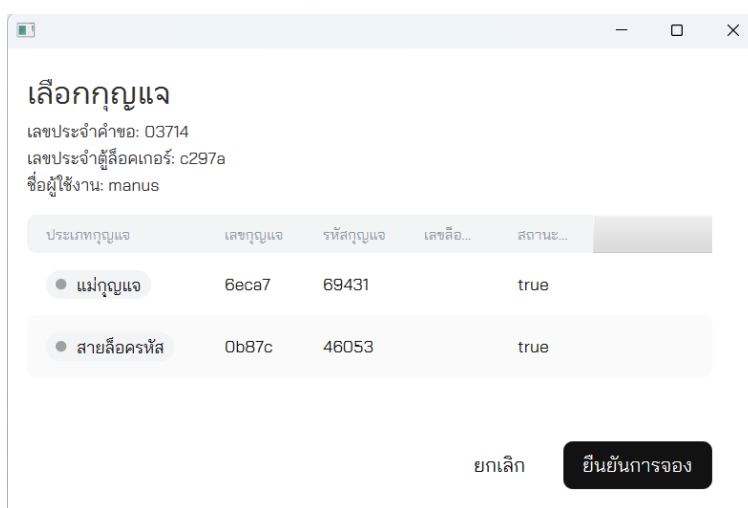 เลือกกุญแจ
เลขประจำคำขอ: 03714
เลขประจำตู้ล็อคเกอร์: c297a
ชื่อผู้ใช้งาน: manus
ประเภทกุญแจ เลขกุญแจ รหัสกุญแจ เลขล็อ... สถานะ...
แม่กุญแจ 6eca7 69431 true
สายล็อครหัส 0b87c 46053 true
ยกเลิก ยืนยันการจอง